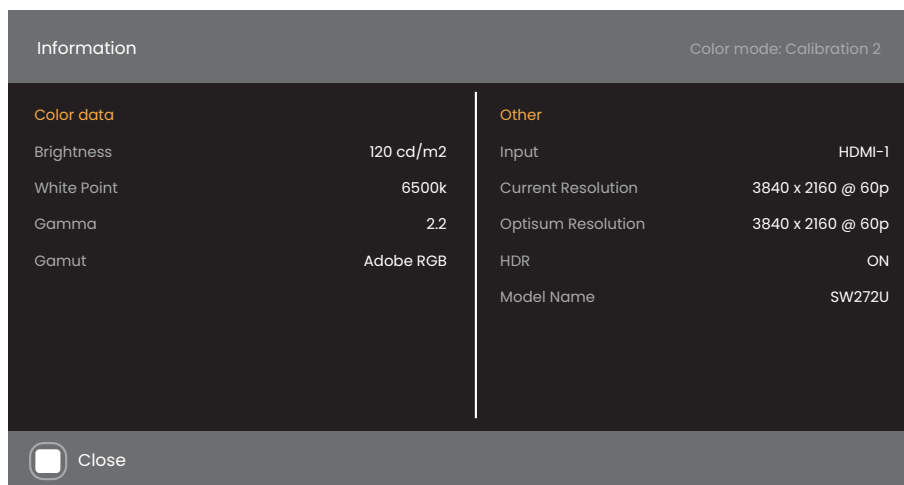 Information
Color mode: Calibration 2
Color data
Brightness 120 cd/m2
White Point 6500k
Gamma 2.2
Gamut Adobe RGB
Other
Input HDMI-1
Current Resolution 3840 x 2160 @ 60p
Optisum Resolution 3840 x 2160 @ 60p
HDR ON
Model Name SW272U
Close